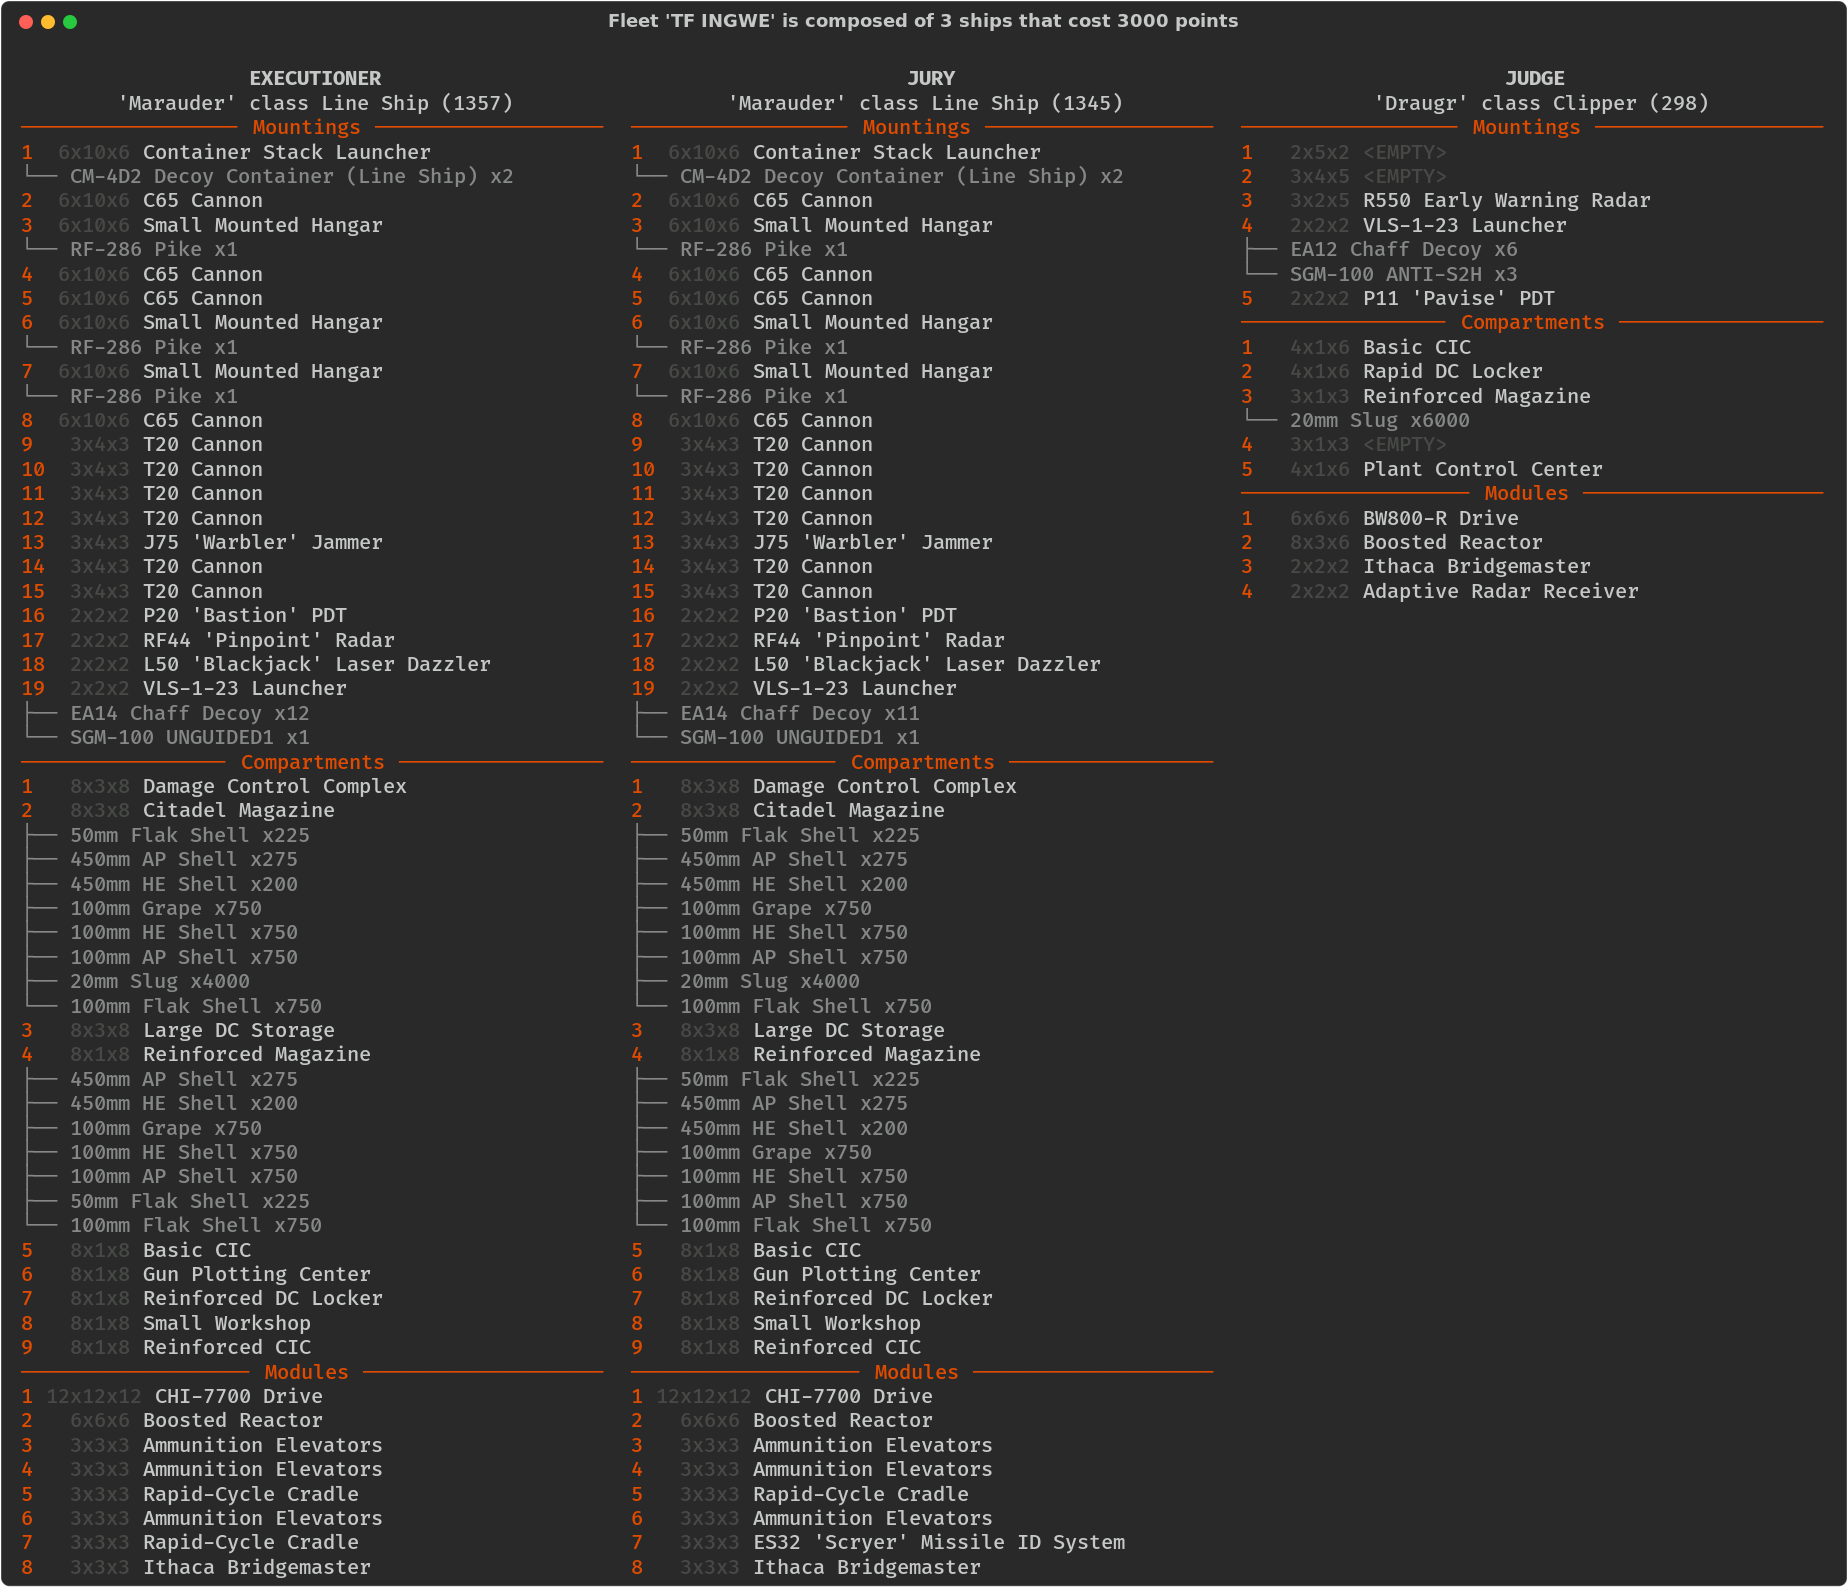 Fleet 'TF INGWE' is composed of 3 ships that cost 3000 points
EXECUTIONER
'Marauder' class Line Ship (1357)
Mountings
1 6x10x6 Container Stack Launcher
CM-4D2 Decoy Container (Line Ship) x2
2 6x10x6 C65 Cannon
3 6x10x6 Small Mounted Hangar
RF-286 Pike x1
4 6x10x6 C65 Cannon
5 6x10x6 C65 Cannon
6 6x10x6 Small Mounted Hangar
RF-286 Pike x1
7 6x10x6 Small Mounted Hangar
RF-286 Pike x1
8 6x10x6 C65 Cannon
9 3x4x3 T20 Cannon
10 3x4x3 T20 Cannon
11 3x4x3 T20 Cannon
12 3x4x3 T20 Cannon
13 3x4x3 J75 'Warbler' Jammer
14 3x4x3 T20 Cannon
15 3x4x3 T20 Cannon
16 2x2x2 P20 'Bastion' PDT
17 2x2x2 RF44 'Pinpoint' Radar
18 2x2x2 L50 'Blackjack' Laser Dazzler
19 2x2x2 VLS-1-23 Launcher
EA14 Chaff Decoy x12
SGM-100 UNGUIDED1 x1
Compartments
1 8x3x8 Damage Control Complex
2 8x3x8 Citadel Magazine
50mm Flak Shell x225
450mm AP Shell x275
450mm HE Shell x200
100mm Grape x750
100mm HE Shell x750
100mm AP Shell x750
20mm Slug x4000
100mm Flak Shell x750
3 8x3x8 Large DC Storage
4 8x1x8 Reinforced Magazine
450mm AP Shell x275
450mm HE Shell x200
100mm Grape x750
100mm HE Shell x750
100mm AP Shell x750
50mm Flak Shell x225
100mm Flak Shell x750
5 8x1x8 Basic CIC
6 8x1x8 Gun Plotting Center
7 8x1x8 Reinforced DC Locker
8 8x1x8 Small Workshop
9 8x1x8 Reinforced CIC
Modules
1 12x12x12 CHI-7700 Drive
2 6x6x6 Boosted Reactor
3 3x3x3 Ammunition Elevators
4 3x3x3 Ammunition Elevators
5 3x3x3 Rapid-Cycle Cradle
6 3x3x3 Ammunition Elevators
7 3x3x3 Rapid-Cycle Cradle
8 3x3x3 Ithaca Bridgemaster
JURY
'Marauder' class Line Ship (1345)
Mountings
1 6x10x6 Container Stack Launcher
CM-4D2 Decoy Container (Line Ship) x2
2 6x10x6 C65 Cannon
3 6x10x6 Small Mounted Hangar
RF-286 Pike x1
4 6x10x6 C65 Cannon
5 6x10x6 C65 Cannon
6 6x10x6 Small Mounted Hangar
RF-286 Pike x1
7 6x10x6 Small Mounted Hangar
RF-286 Pike x1
8 6x10x6 C65 Cannon
9 3x4x3 T20 Cannon
10 3x4x3 T20 Cannon
11 3x4x3 T20 Cannon
12 3x4x3 T20 Cannon
13 3x4x3 J75 'Warbler' Jammer
14 3x4x3 T20 Cannon
15 3x4x3 T20 Cannon
16 2x2x2 P20 'Bastion' PDT
17 2x2x2 RF44 'Pinpoint' Radar
18 2x2x2 L50 'Blackjack' Laser Dazzler
19 2x2x2 VLS-1-23 Launcher
EA14 Chaff Decoy x11
SGM-100 UNGUIDED1 x1
Compartments
1 8x3x8 Damage Control Complex
2 8x3x8 Citadel Magazine
50mm Flak Shell x225
450mm AP Shell x275
450mm HE Shell x200
100mm Grape x750
100mm HE Shell x750
100mm AP Shell x750
20mm Slug x4000
100mm Flak Shell x750
3 8x3x8 Large DC Storage
4 8x1x8 Reinforced Magazine
50mm Flak Shell x225
450mm AP Shell x275
450mm HE Shell x200
100mm Grape x750
100mm HE Shell x750
100mm AP Shell x750
100mm Flak Shell x750
5 8x1x8 Basic CIC
6 8x1x8 Gun Plotting Center
7 8x1x8 Reinforced DC Locker
8 8x1x8 Small Workshop
9 8x1x8 Reinforced CIC
Modules
1 12x12x12 CHI-7700 Drive
2 6x6x6 Boosted Reactor
3 3x3x3 Ammunition Elevators
4 3x3x3 Ammunition Elevators
5 3x3x3 Rapid-Cycle Cradle
6 3x3x3 Ammunition Elevators
7 3x3x3 ES32 'Scryer' Missile ID System
8 3x3x3 Ithaca Bridgemaster
JUDGE
'Draugr' class Clipper (298)
Mountings
1 2x5x2 <EMPTY>
2 3x4x5 <EMPTY>
3 3x2x5 R550 Early Warning Radar
4 2x2x2 VLS-1-23 Launcher
EA12 Chaff Decoy x6
SGM-100 ANTI-S2H x3
5 2x2x2 P11 'Pavise' PDT
Compartments
1 4x1x6 Basic CIC
2 4x1x6 Rapid DC Locker
3 3x1x3 Reinforced Magazine
20mm Slug x6000
4 3x1x3 <EMPTY>
5 4x1x6 Plant Control Center
Modules
1 6x6x6 BW800-R Drive
2 8x3x6 Boosted Reactor
3 2x2x2 Ithaca Bridgemaster
4 2x2x2 Adaptive Radar Receiver